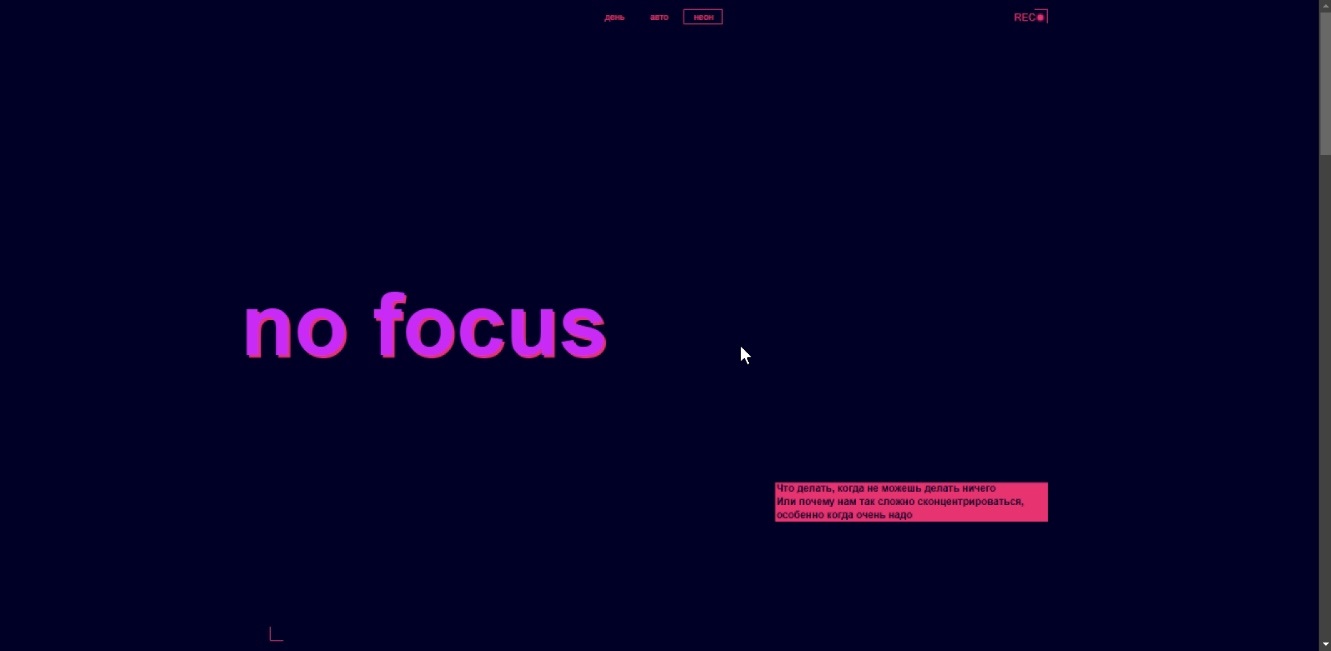 день авто неон REC
no focus
Что делать, когда не можешь делать ничего
Или почему нам так сложно сконцентрироваться,
особенно когда очень надо